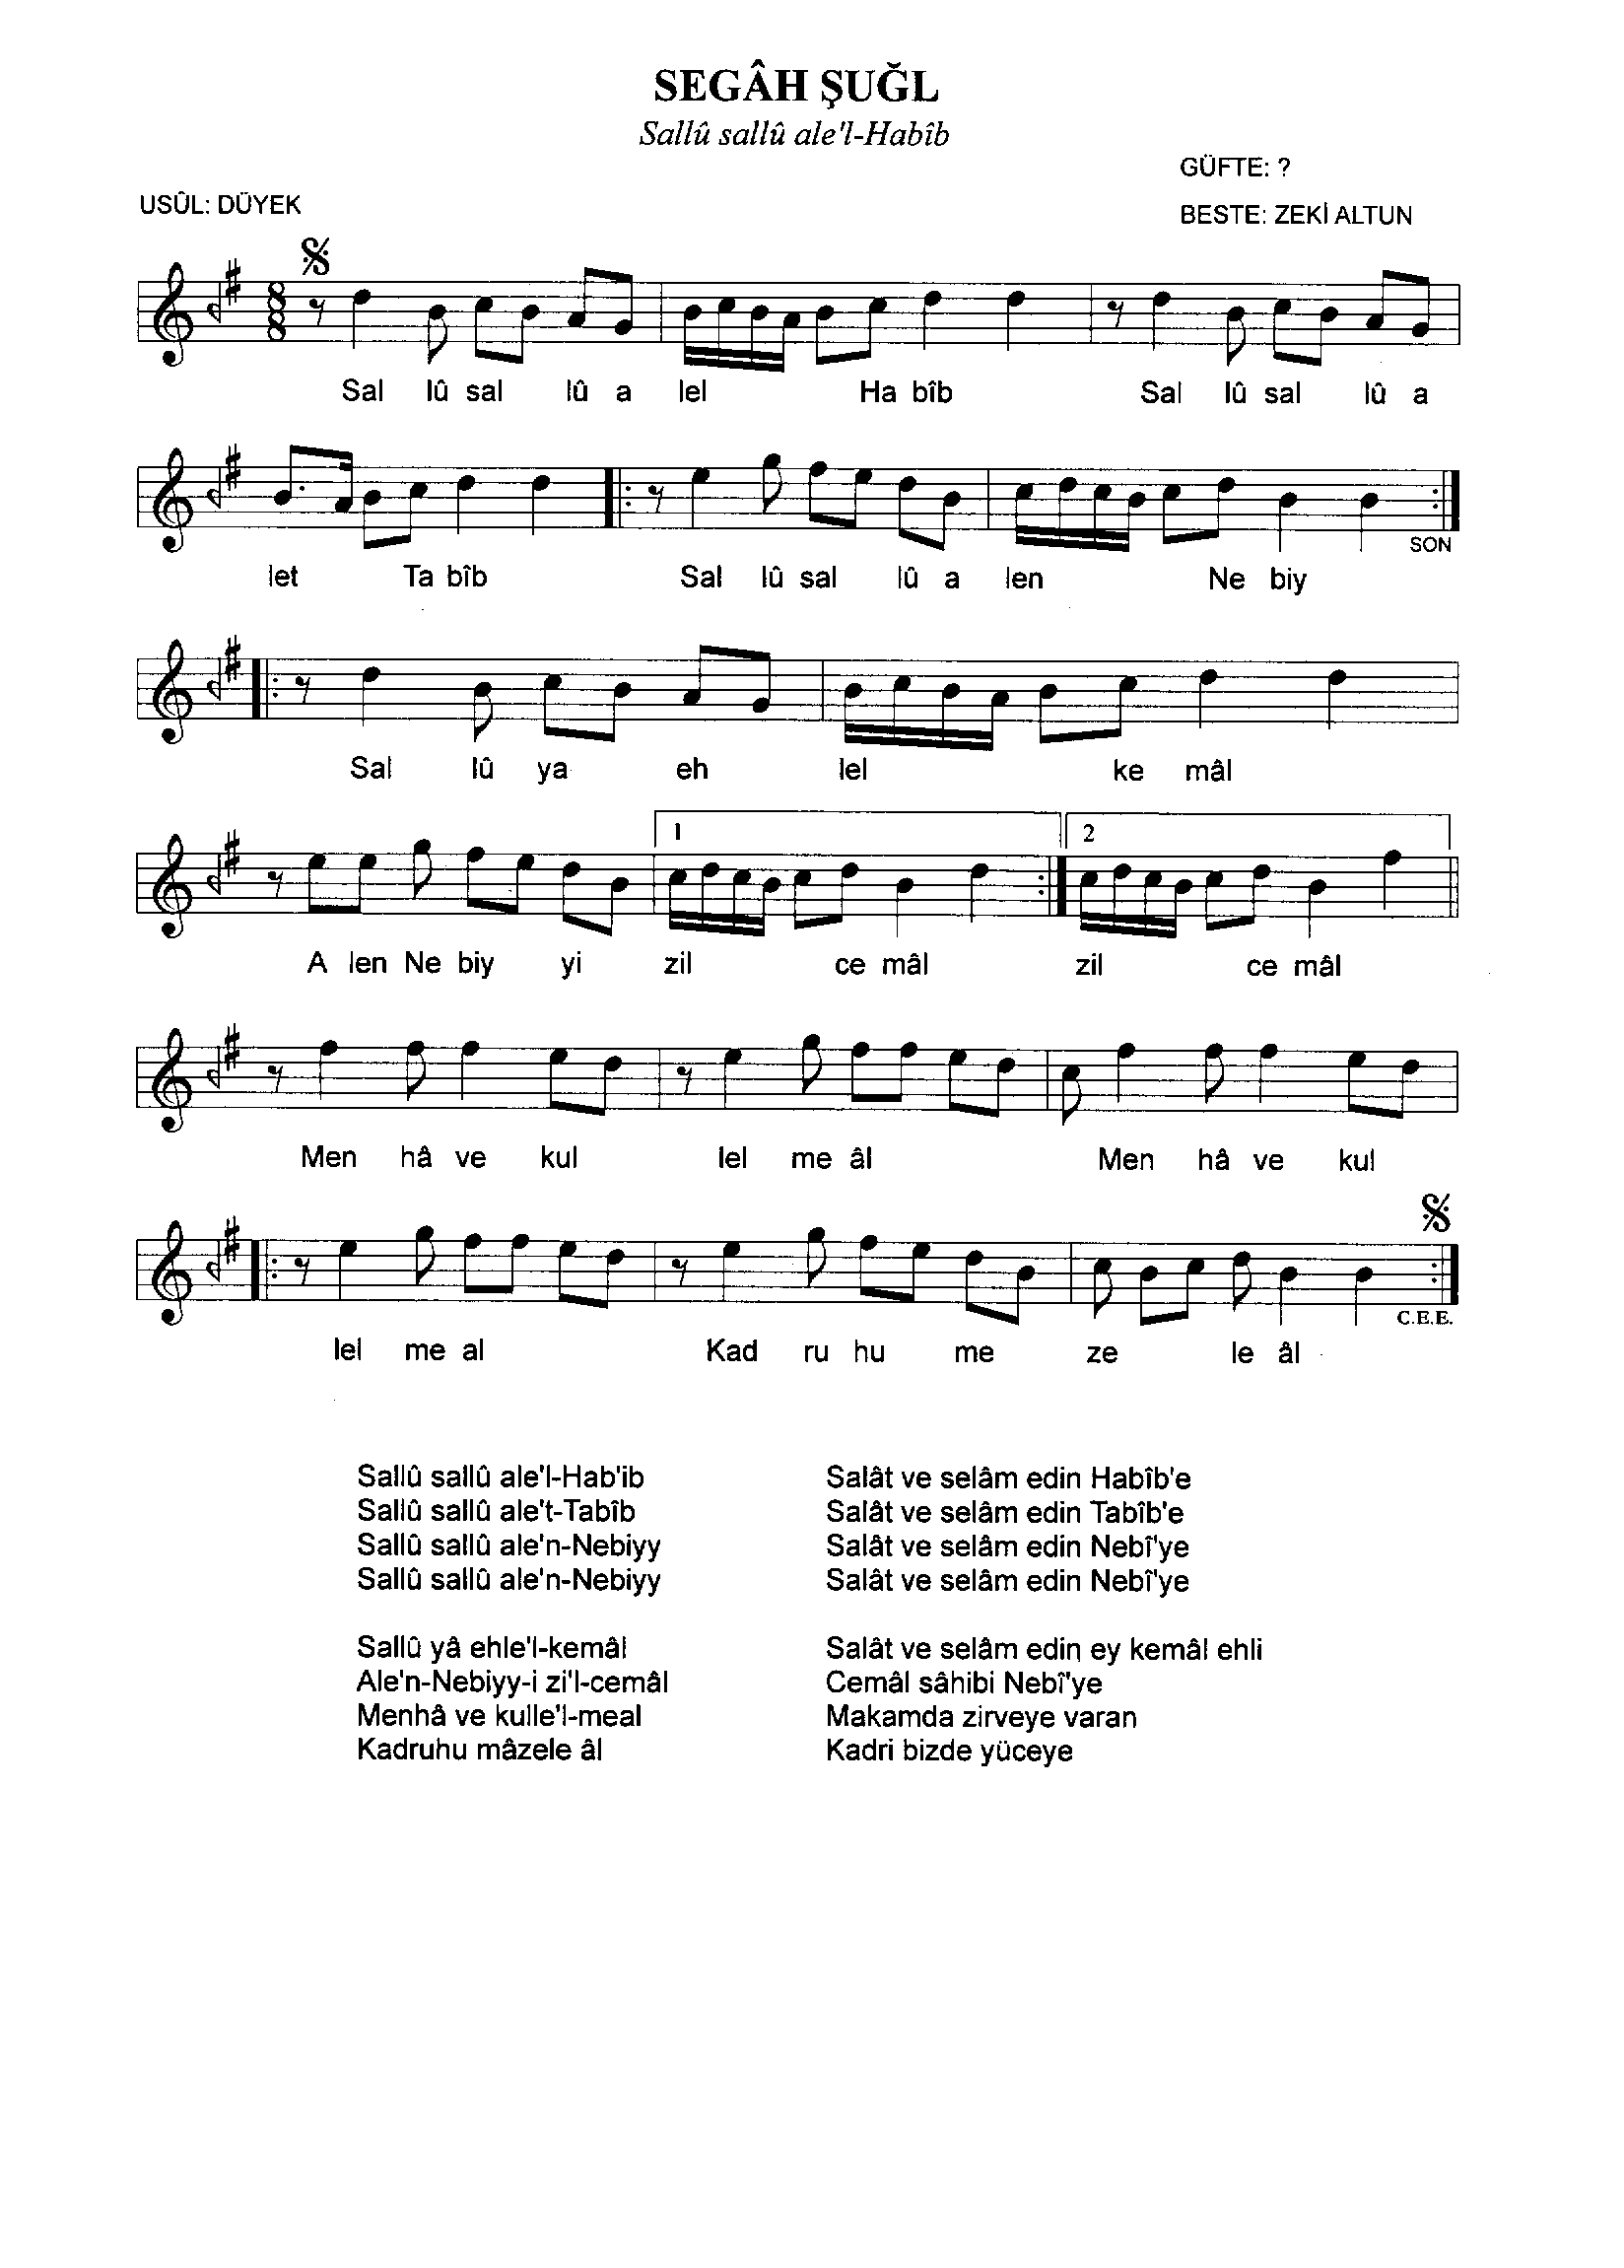 SEGÂH ŞUĞL
Sallû sallû ale'l-Habîb
GÜFTE: ?
USÛL: DÜYEK
BESTE: ZEKİ ALTUN
8
8
Sal lû sal lû a lel Ha bîb Sal lû sal lû a
let Ta bîb Sal lû sal lû a len Ne biy
SON
Sal lû ya eh lel ke mâl
1 2
A len Ne biy yi zil ce mâl zil ce mâl
Men hâ ve kul lel me âl Men hâ ve kul
C.E.E.
lel me al Kad ru hu me ze le âl
Sallû sallû ale'l-Hab'ib
Sallû sallû ale't-Tabîb
Sallû sallû ale'n-Nebiyy
Sallû sallû ale'n-Nebiyy
Sallû yâ ehle'l-kemâl
Ale'n-Nebiyy-i zi'l-cemâl
Menhâ ve kulle'l-meal
Kadruhu mâzele âl
Salât ve selâm edin Habîb'e
Salât ve selâm edin Tabîb'e
Salât ve selâm edin Nebî'ye
Salât ve selâm edin Nebî'ye
Salât ve selâm edin ey kemâl ehli
Cemâl sâhibi Nebî'ye
Makamda zirveye varan
Kadri bizde yüceye